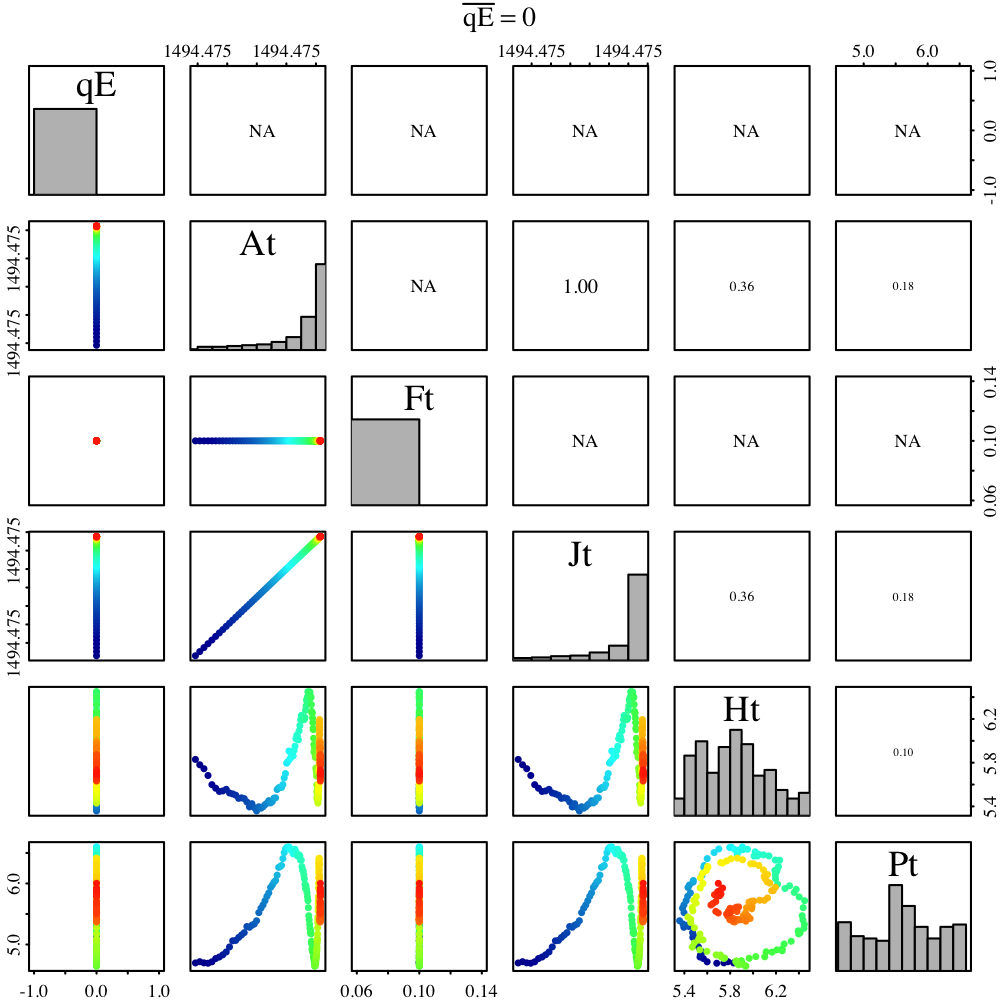 qE = 0
1494.475 1494.475 1494.475 1494.475 5.0 6.0
qE NA NA NA NA NA -1.0 0.0 1.0
1494.475 1494.475 At NA 1.00 0.36 0.18
Ft NA NA NA 0.06 0.10 0.14
1494.475 1494.475 Jt 0.36 0.18
Ht 0.10 5.4 5.8 6.2
5.0 6.0 Pt
-1.0 0.0 1.0 0.06 0.10 0.14 5.4 5.8 6.2